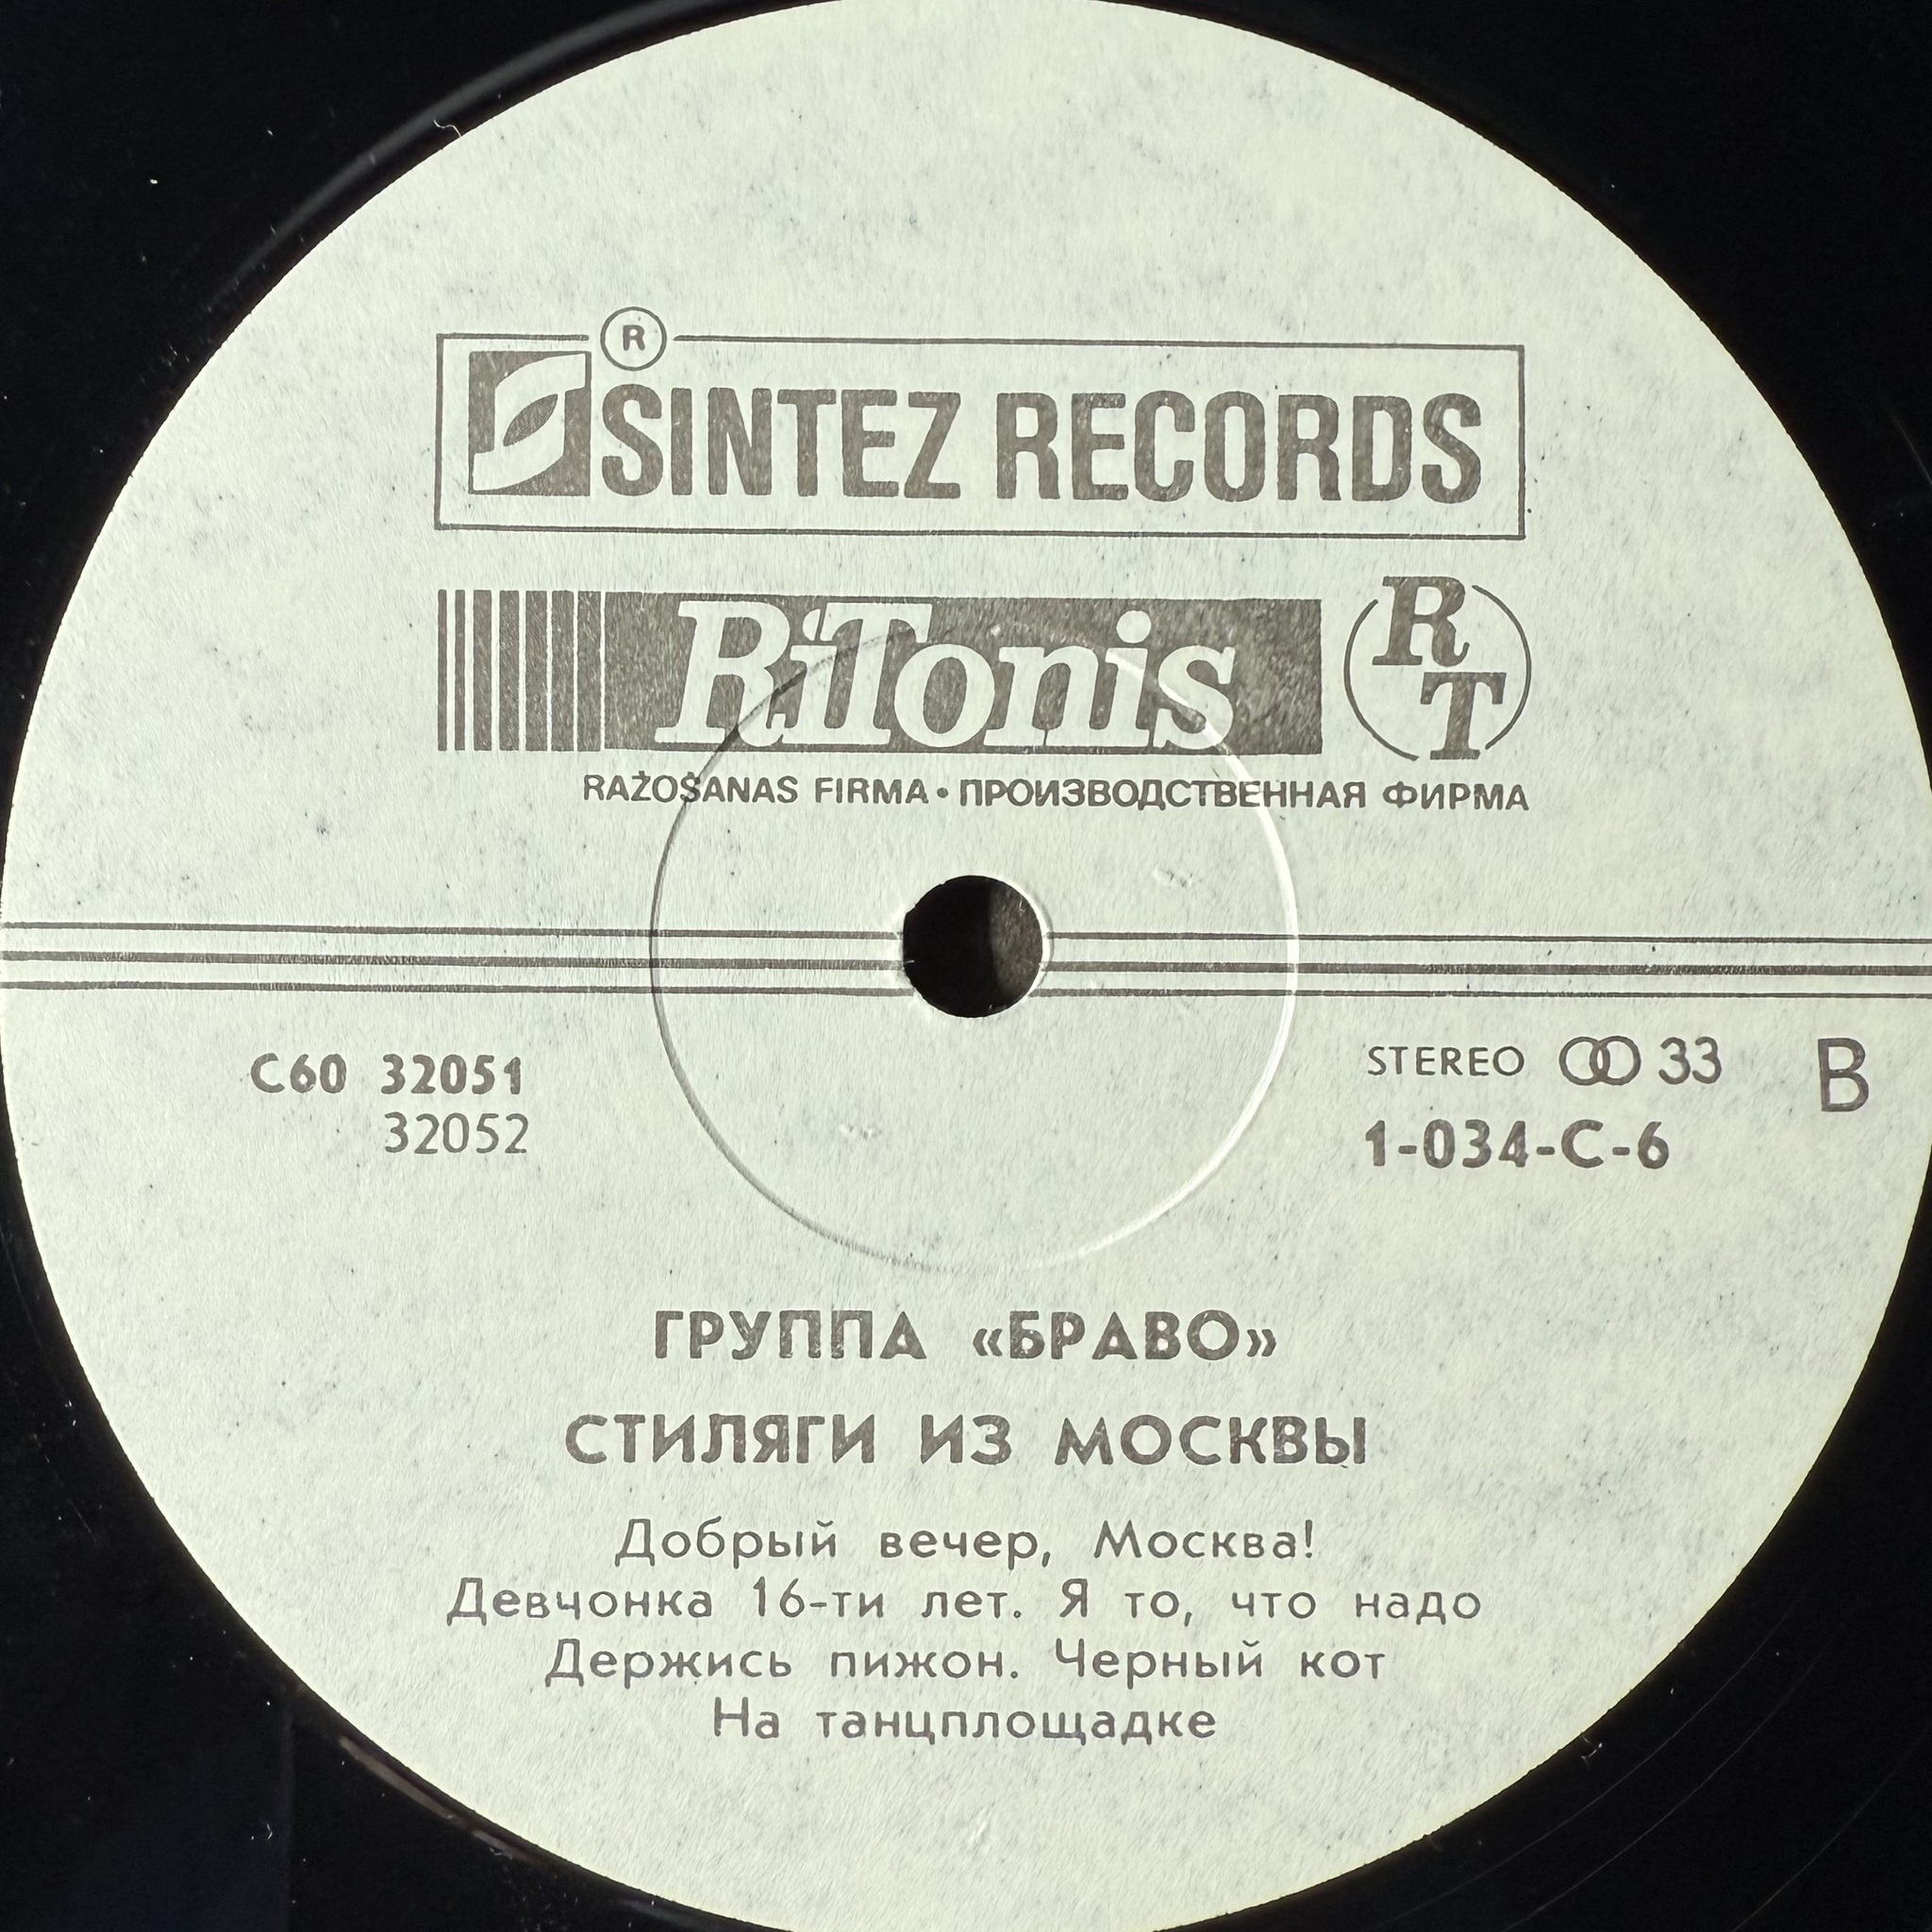 R
SINTEZ RECORDS
RiTonis RT
RAŽOŠANAS FIRMA • ПРОИЗВОДСТВЕННАЯ ФИРМА
С60 32051
32052
STEREO 33 B
1-034-C-6
ГРУППА «БРАВО»
СТИЛЯГИ ИЗ МОСКВЫ
Добрый вечер, Москва!
Девчонка 16-ти лет. Я то, что надо
Держись пижон. Черный кот
На танцплощадке